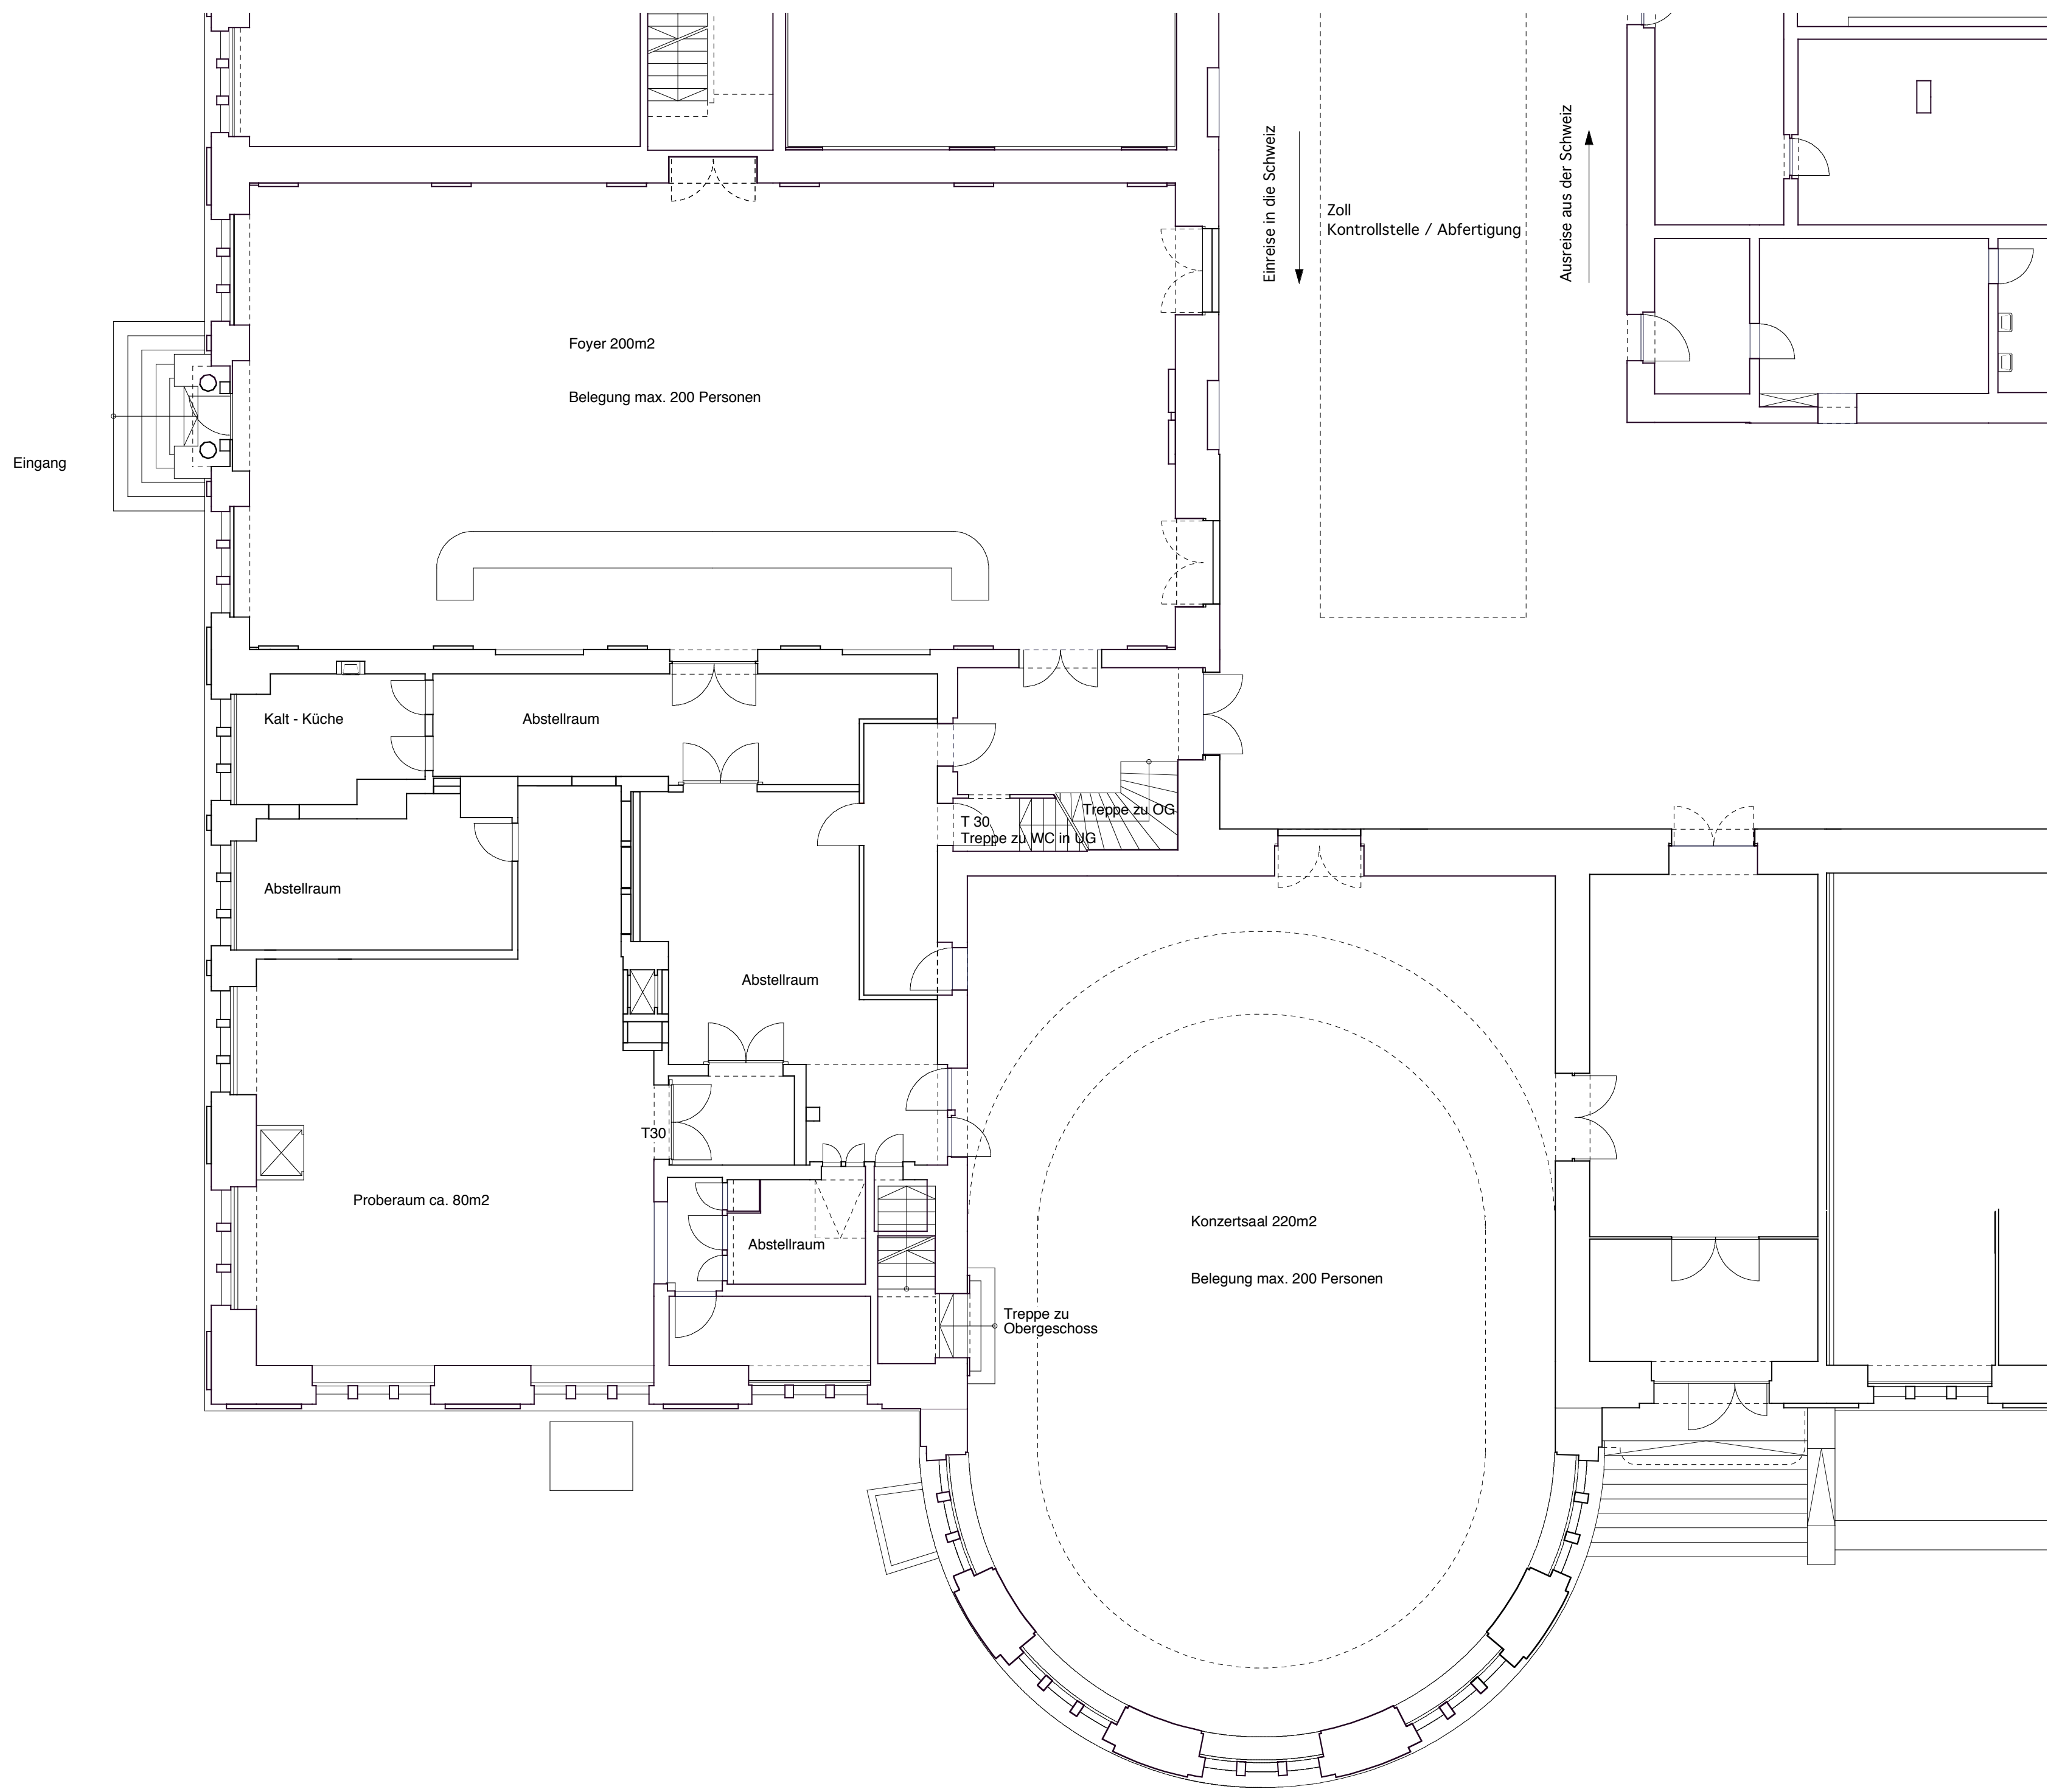 Einreise in die Schweiz
Zoll
Kontrollstelle / Abfertigung
Ausreise aus der Schweiz
Foyer 200m2
Belegung max. 200 Personen
Eingang
Kalt - Küche
Abstellraum
Treppe zu OG
T 30
Treppe zu WC in UG
Abstellraum
Abstellraum
T30
Proberaum ca. 80m2
Abstellraum
Konzertsaal 220m2
Belegung max. 200 Personen
Treppe zu
Obergeschoss